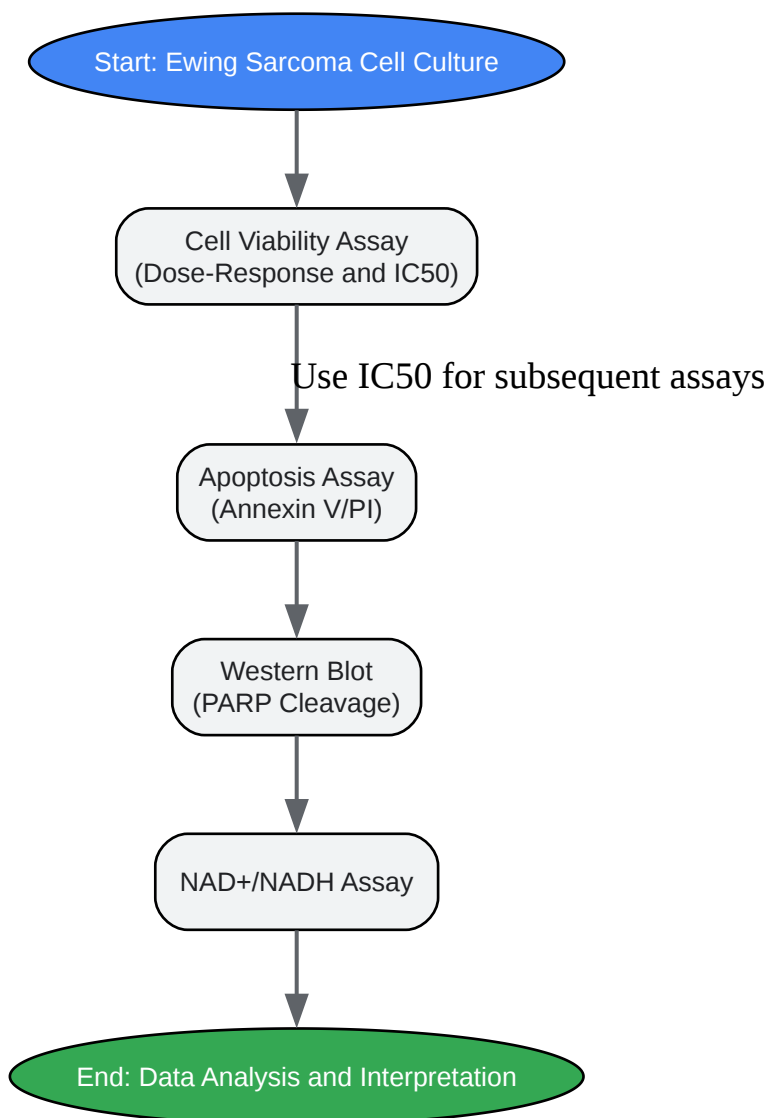 Start: Ewing Sarcoma Cell Culture
Cell Viability Assay
(Dose-Response and IC50)
Use IC50 for subsequent assays
Apoptosis Assay
(Annexin V/PI)
Western Blot
(PARP Cleavage)
NAD+/NADH Assay
End: Data Analysis and Interpretation